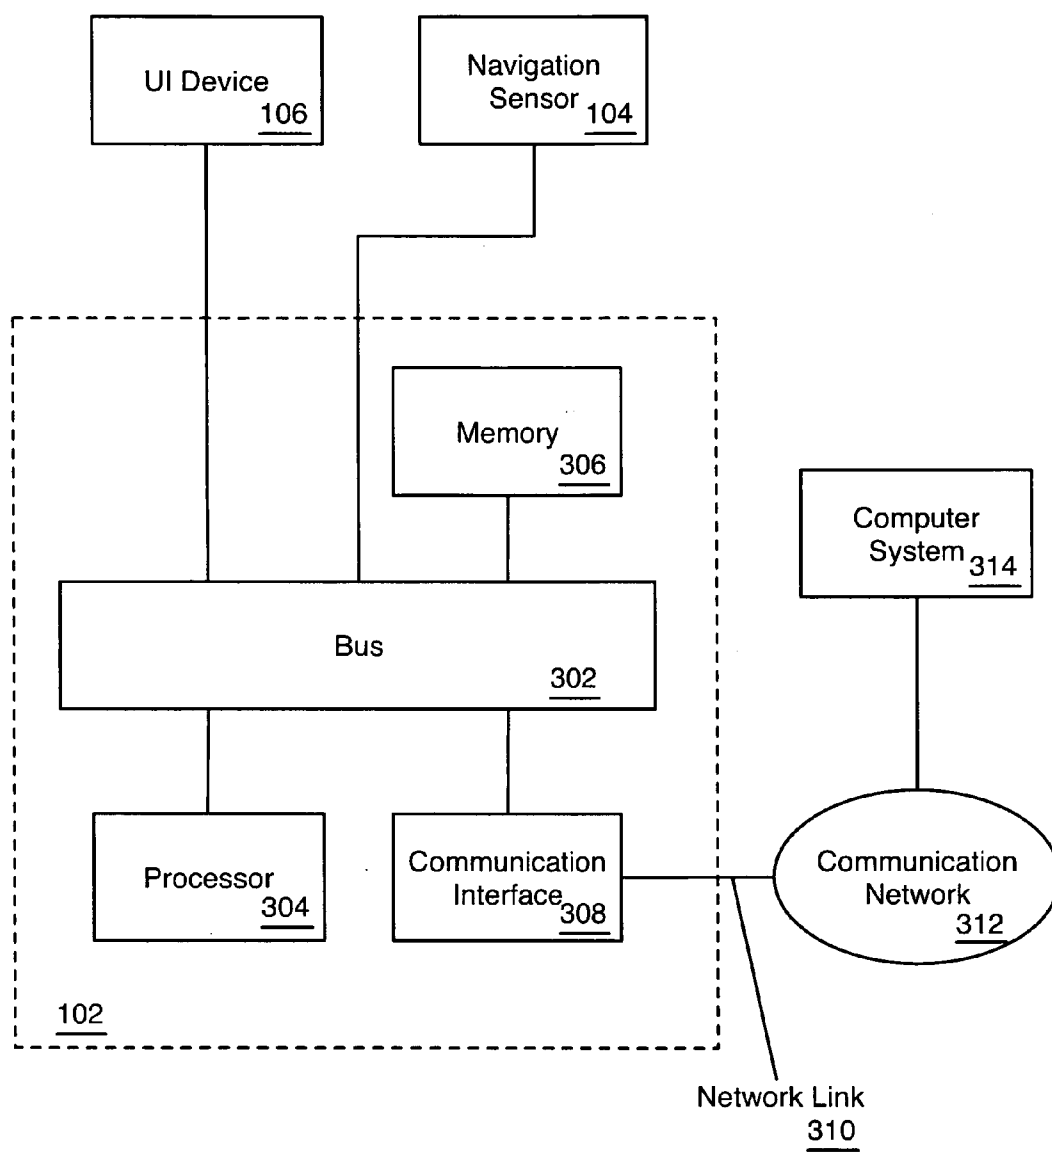 UI Device
106
Navigation
Sensor
104
Memory
306
Computer
System
314
Bus
302
Processor
304
Communication
Interface
308
Communication
Network
312
102
Network Link
310